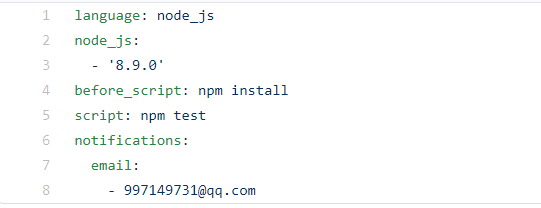 1 language: node_js
2 node_js:
3   - '8.9.0'
4 before_script: npm install
5 script: npm test
6 notifications:
7   email:
8     - 997149731@qq.com